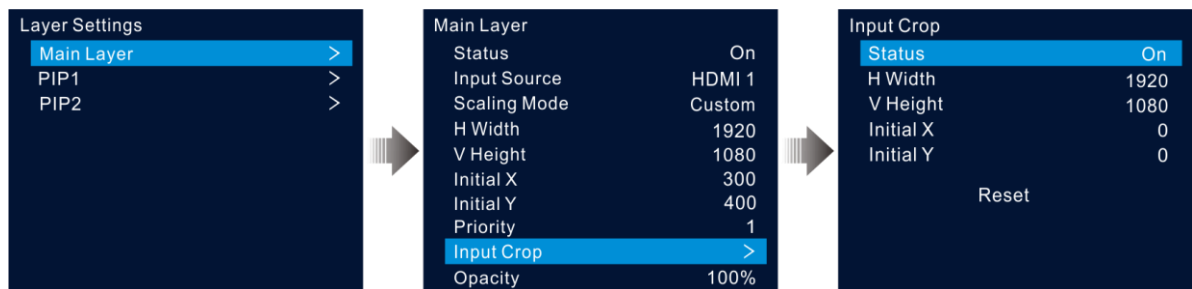 Layer Settings
Main Layer >
PIP1 >
PIP2 >
Main Layer
Status On
Input Source HDMI 1
Scaling Mode Custom
H Width 1920
V Height 1080
Initial X 300
Initial Y 400
Priority 1
Input Crop >
Opacity 100%
Input Crop
Status On
H Width 1920
V Height 1080
Initial X 0
Initial Y 0
Reset